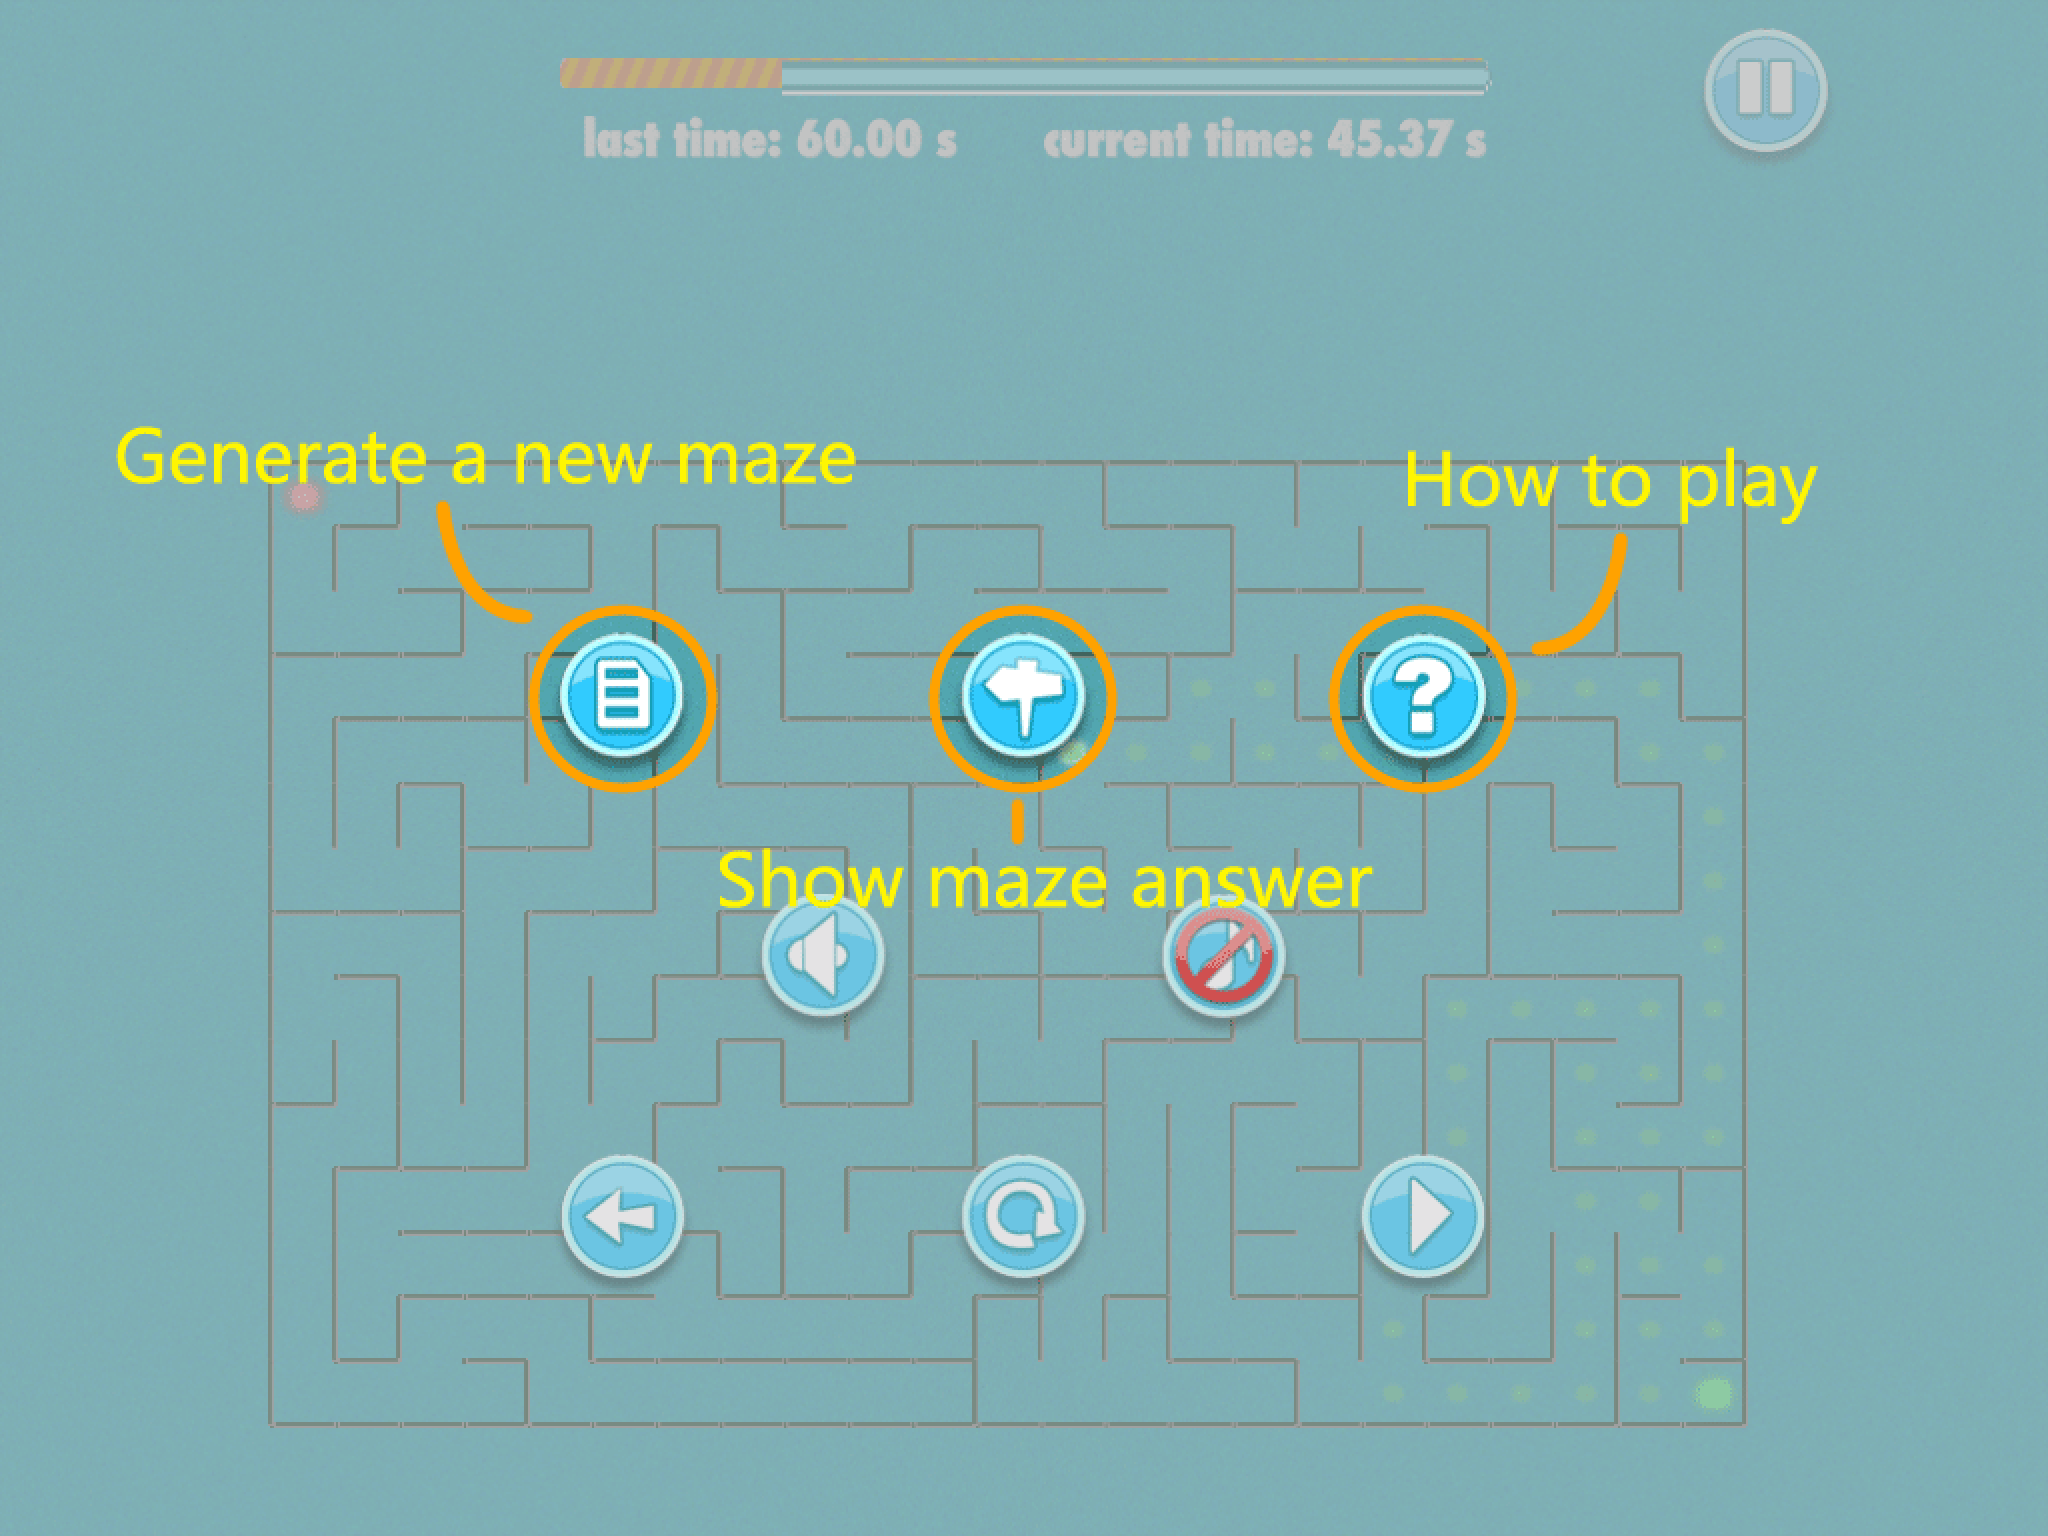 last time: 60.00 s current time: 45.37 s
Generate a new maze
How to play
?
Show maze answer